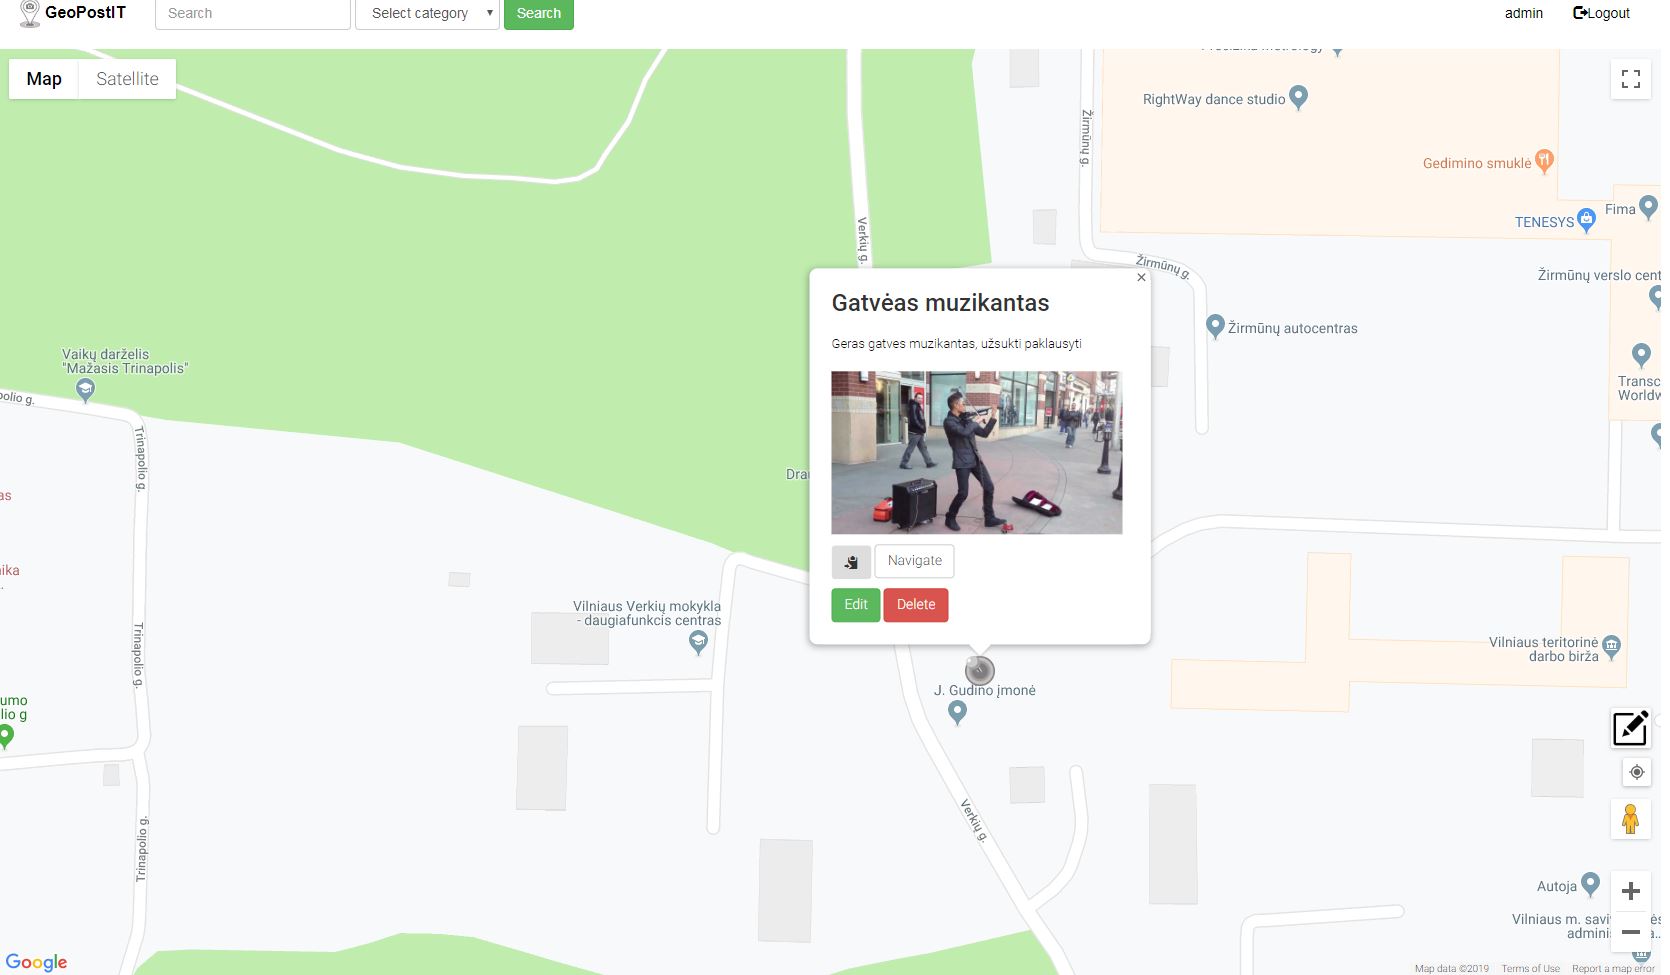 GeoPostIT
Search
Select category
Search
admin
Logout
Map
Satellite
RightWay dance studio
Žirmūnų g.
Gedimino smuklė
Fima
TENESYS
Verkių g.
Žirmūnų g.
Žirmūnų verslo cent
Gatvėas muzikantas
Geras gatves muzikantas, užsukti paklausyti
Žirmūnų autocentras
Vaikų darželis
"Mažasis Trinapolis"
Transc
Worldw
polio g.
Trinapolio g.
Dra
as
ika
Navigate
Edit
Delete
Vilniaus Verkių mokykla
- daugiafunkcis centras
Trinapolio g.
Vilniaus teritorinė
darbo birža
J. Gudino įmonė
umo
lio g
Verkių g.
Trinapolio g.
Autoja
Vilniaus m. savi
admini
Google
Map data ©2019
Terms of Use
Report a map error